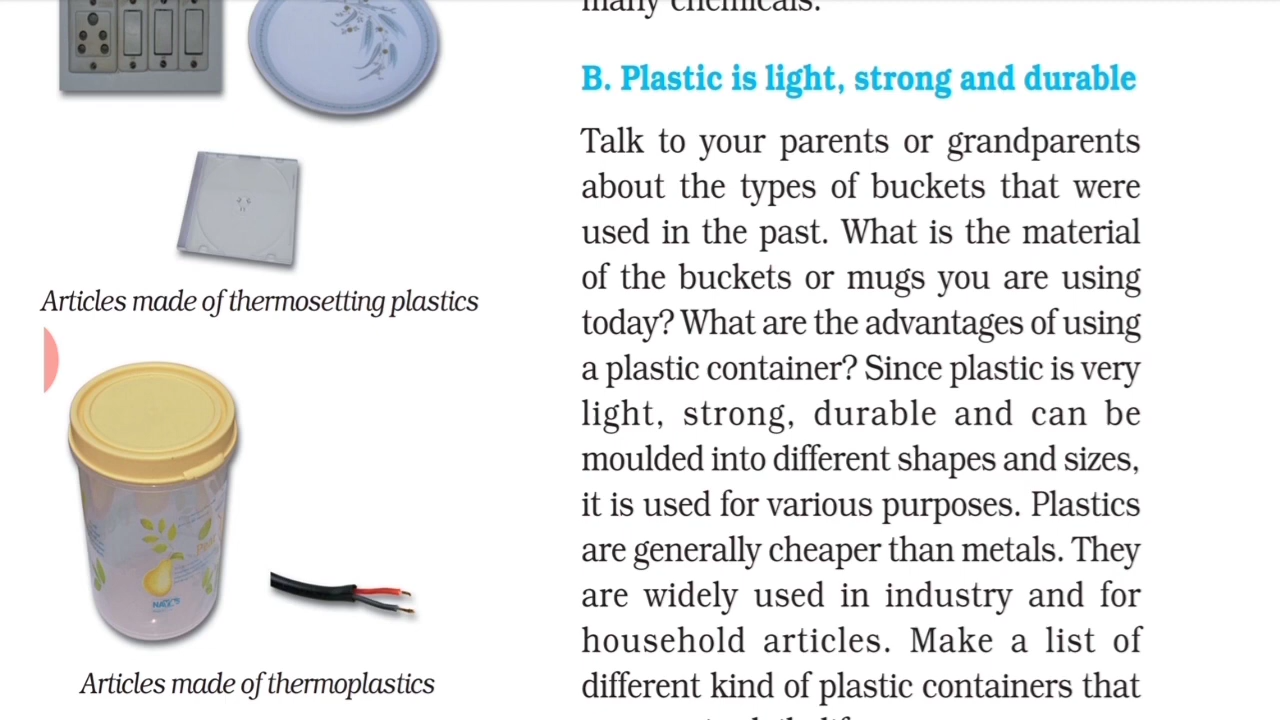 many chemicals.
B. Plastic is light, strong and durable
Talk to your parents or grandparents
about the types of buckets that were
used in the past. What is the material
of the buckets or mugs you are using
today? What are the advantages of using
a plastic container? Since plastic is very
light, strong, durable and can be
moulded into different shapes and sizes,
it is used for various purposes. Plastics
are generally cheaper than metals. They
are widely used in industry and for
household articles. Make a list of
different kind of plastic containers that
Articles made of thermosetting plastics
Articles made of thermoplastics